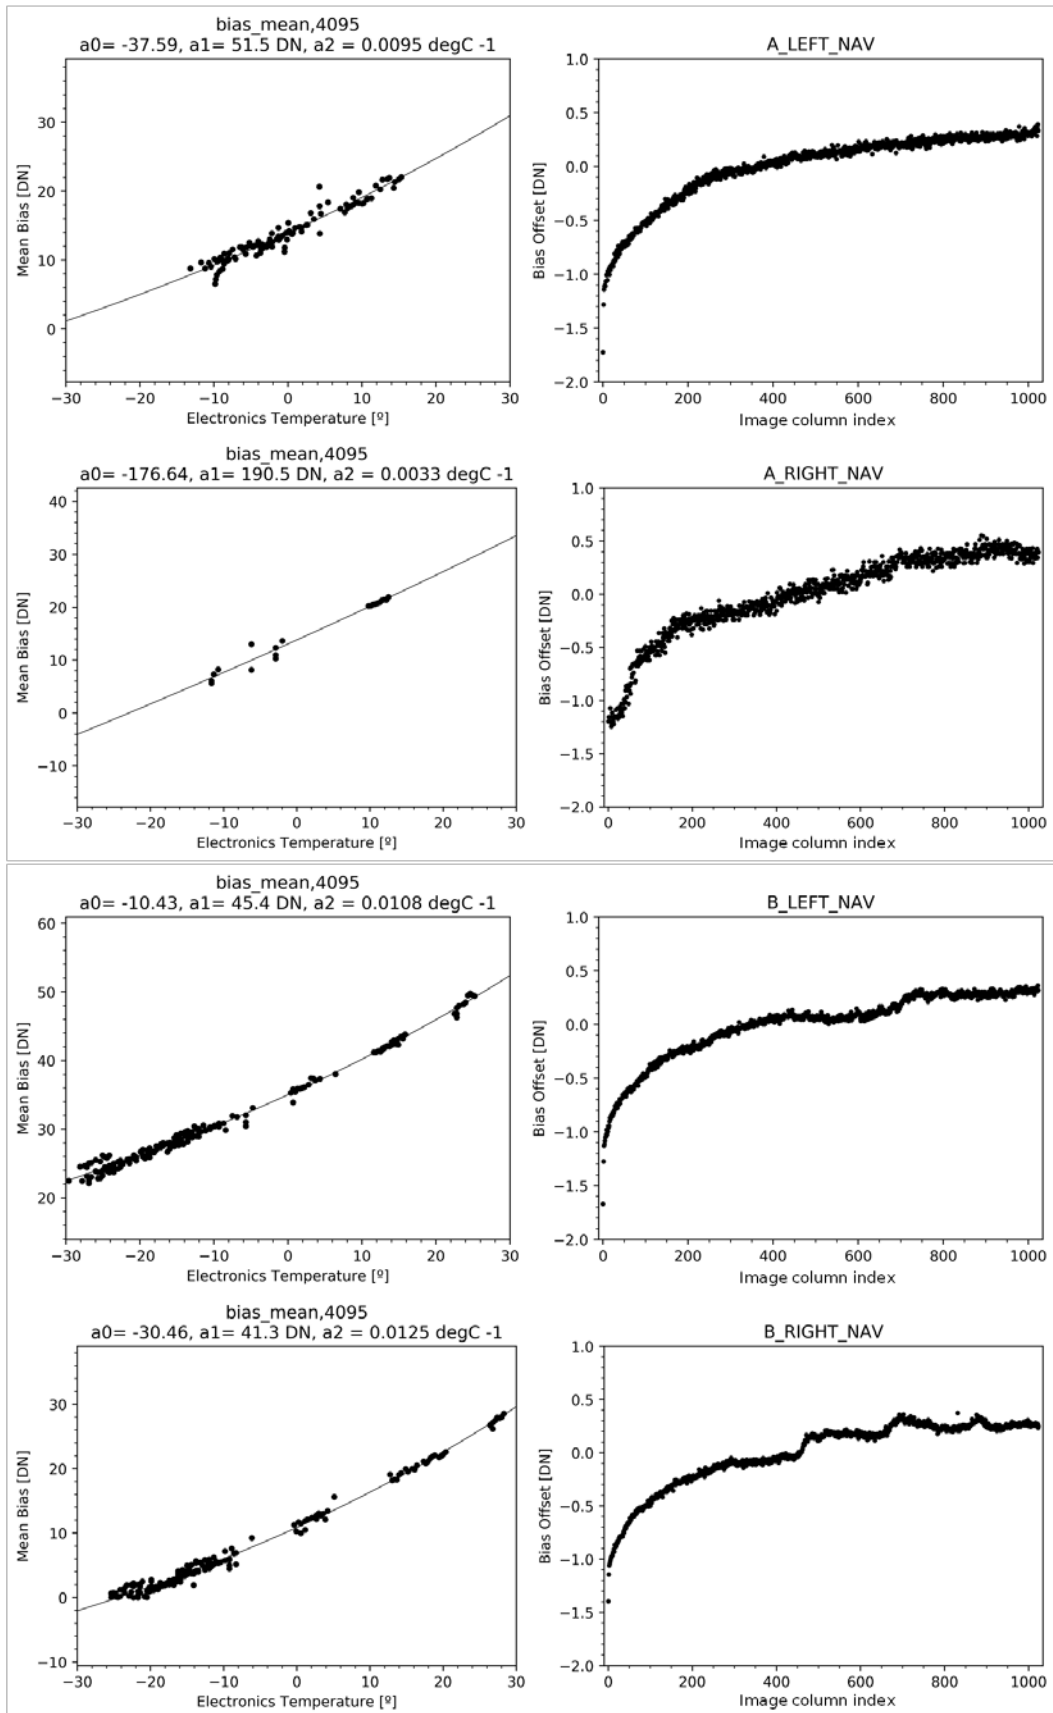 bias_mean,4095
a0= -37.59, a1= 51.5 DN, a2 = 0.0095 degC -1
Mean Bias [DN]
30
20
10
0
−30 −20 −10 0 10 20 30
Electronics Temperature [º]
A_LEFT_NAV
Bias Offset [DN]
1.0
0.5
0.0
−0.5
−1.0
−1.5
−2.0
0 200 400 600 800 1000
Image column index
bias_mean,4095
a0= -176.64, a1= 190.5 DN, a2 = 0.0033 degC -1
Mean Bias [DN]
40
30
20
10
0
−10
−30 −20 −10 0 10 20 30
Electronics Temperature [º]
A_RIGHT_NAV
Bias Offset [DN]
1.0
0.5
0.0
−0.5
−1.0
−1.5
−2.0
0 200 400 600 800 1000
Image column index
bias_mean,4095
a0= -10.43, a1= 45.4 DN, a2 = 0.0108 degC -1
Mean Bias [DN]
60
50
40
30
20
−30 −20 −10 0 10 20 30
Electronics Temperature [º]
B_LEFT_NAV
Bias Offset [DN]
1.0
0.5
0.0
−0.5
−1.0
−1.5
−2.0
0 200 400 600 800 1000
Image column index
bias_mean,4095
a0= -30.46, a1= 41.3 DN, a2 = 0.0125 degC -1
Mean Bias [DN]
30
20
10
0
−10
−30 −20 −10 0 10 20 30
Electronics Temperature [º]
B_RIGHT_NAV
Bias Offset [DN]
1.0
0.5
0.0
−0.5
−1.0
−1.5
−2.0
0 200 400 600 800 1000
Image column index